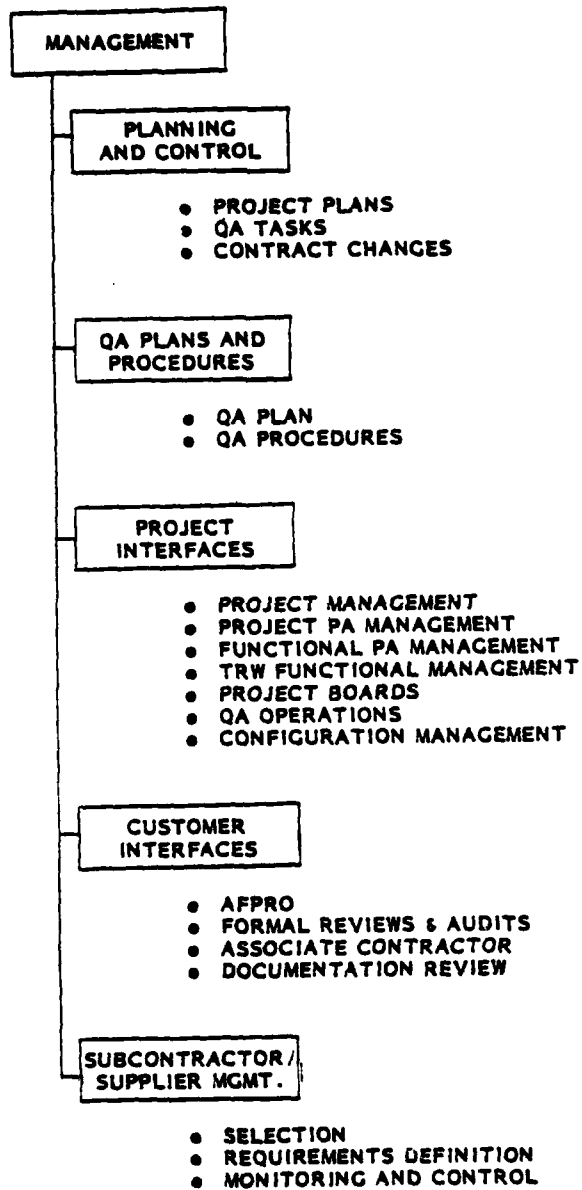 MANAGEMENT
PLANNING
AND CONTROL
• PROJECT PLANS
• QA TASKS
• CONTRACT CHANGES
QA PLANS AND
PROCEDURES
• QA PLAN
• QA PROCEDURES
PROJECT
INTERFACES
• PROJECT MANAGEMENT
• PROJECT PA MANAGEMENT
• FUNCTIONAL PA MANAGEMENT
• TRW FUNCTIONAL MANAGEMENT
• PROJECT BOARDS
• QA OPERATIONS
• CONFIGURATION MANAGEMENT
CUSTOMER
INTERFACES
• AFPRO
• FORMAL REVIEWS & AUDITS
• ASSOCIATE CONTRACTOR
• DOCUMENTATION REVIEW
SUBCONTRACTOR/
SUPPLIER MGMT.
• SELECTION
• REQUIREMENTS DEFINITION
• MONITORING AND CONTROL